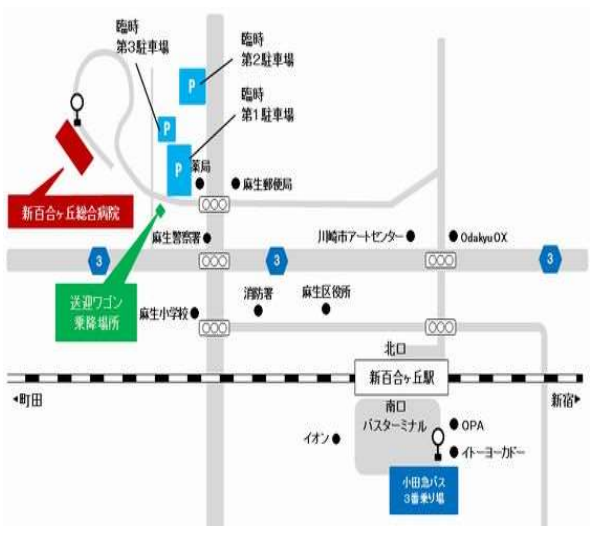 臨時
第3駐車場
臨時
第2駐車場
臨時
第1駐車場
P
P
P
薬局
麻生郵便局
新百合ヶ丘総合病院
麻生警察署
川崎市アートセンター
OdakyuOX
3
3
3
送迎ワゴン
乗降場所
麻生小学校
消防署
麻生区役所
北口
新百合ヶ丘駅
◂町田
新宿▸
南口
バスターミナル
イオン
OPA
イトーヨーカドー
小田急バス
3番乗り場